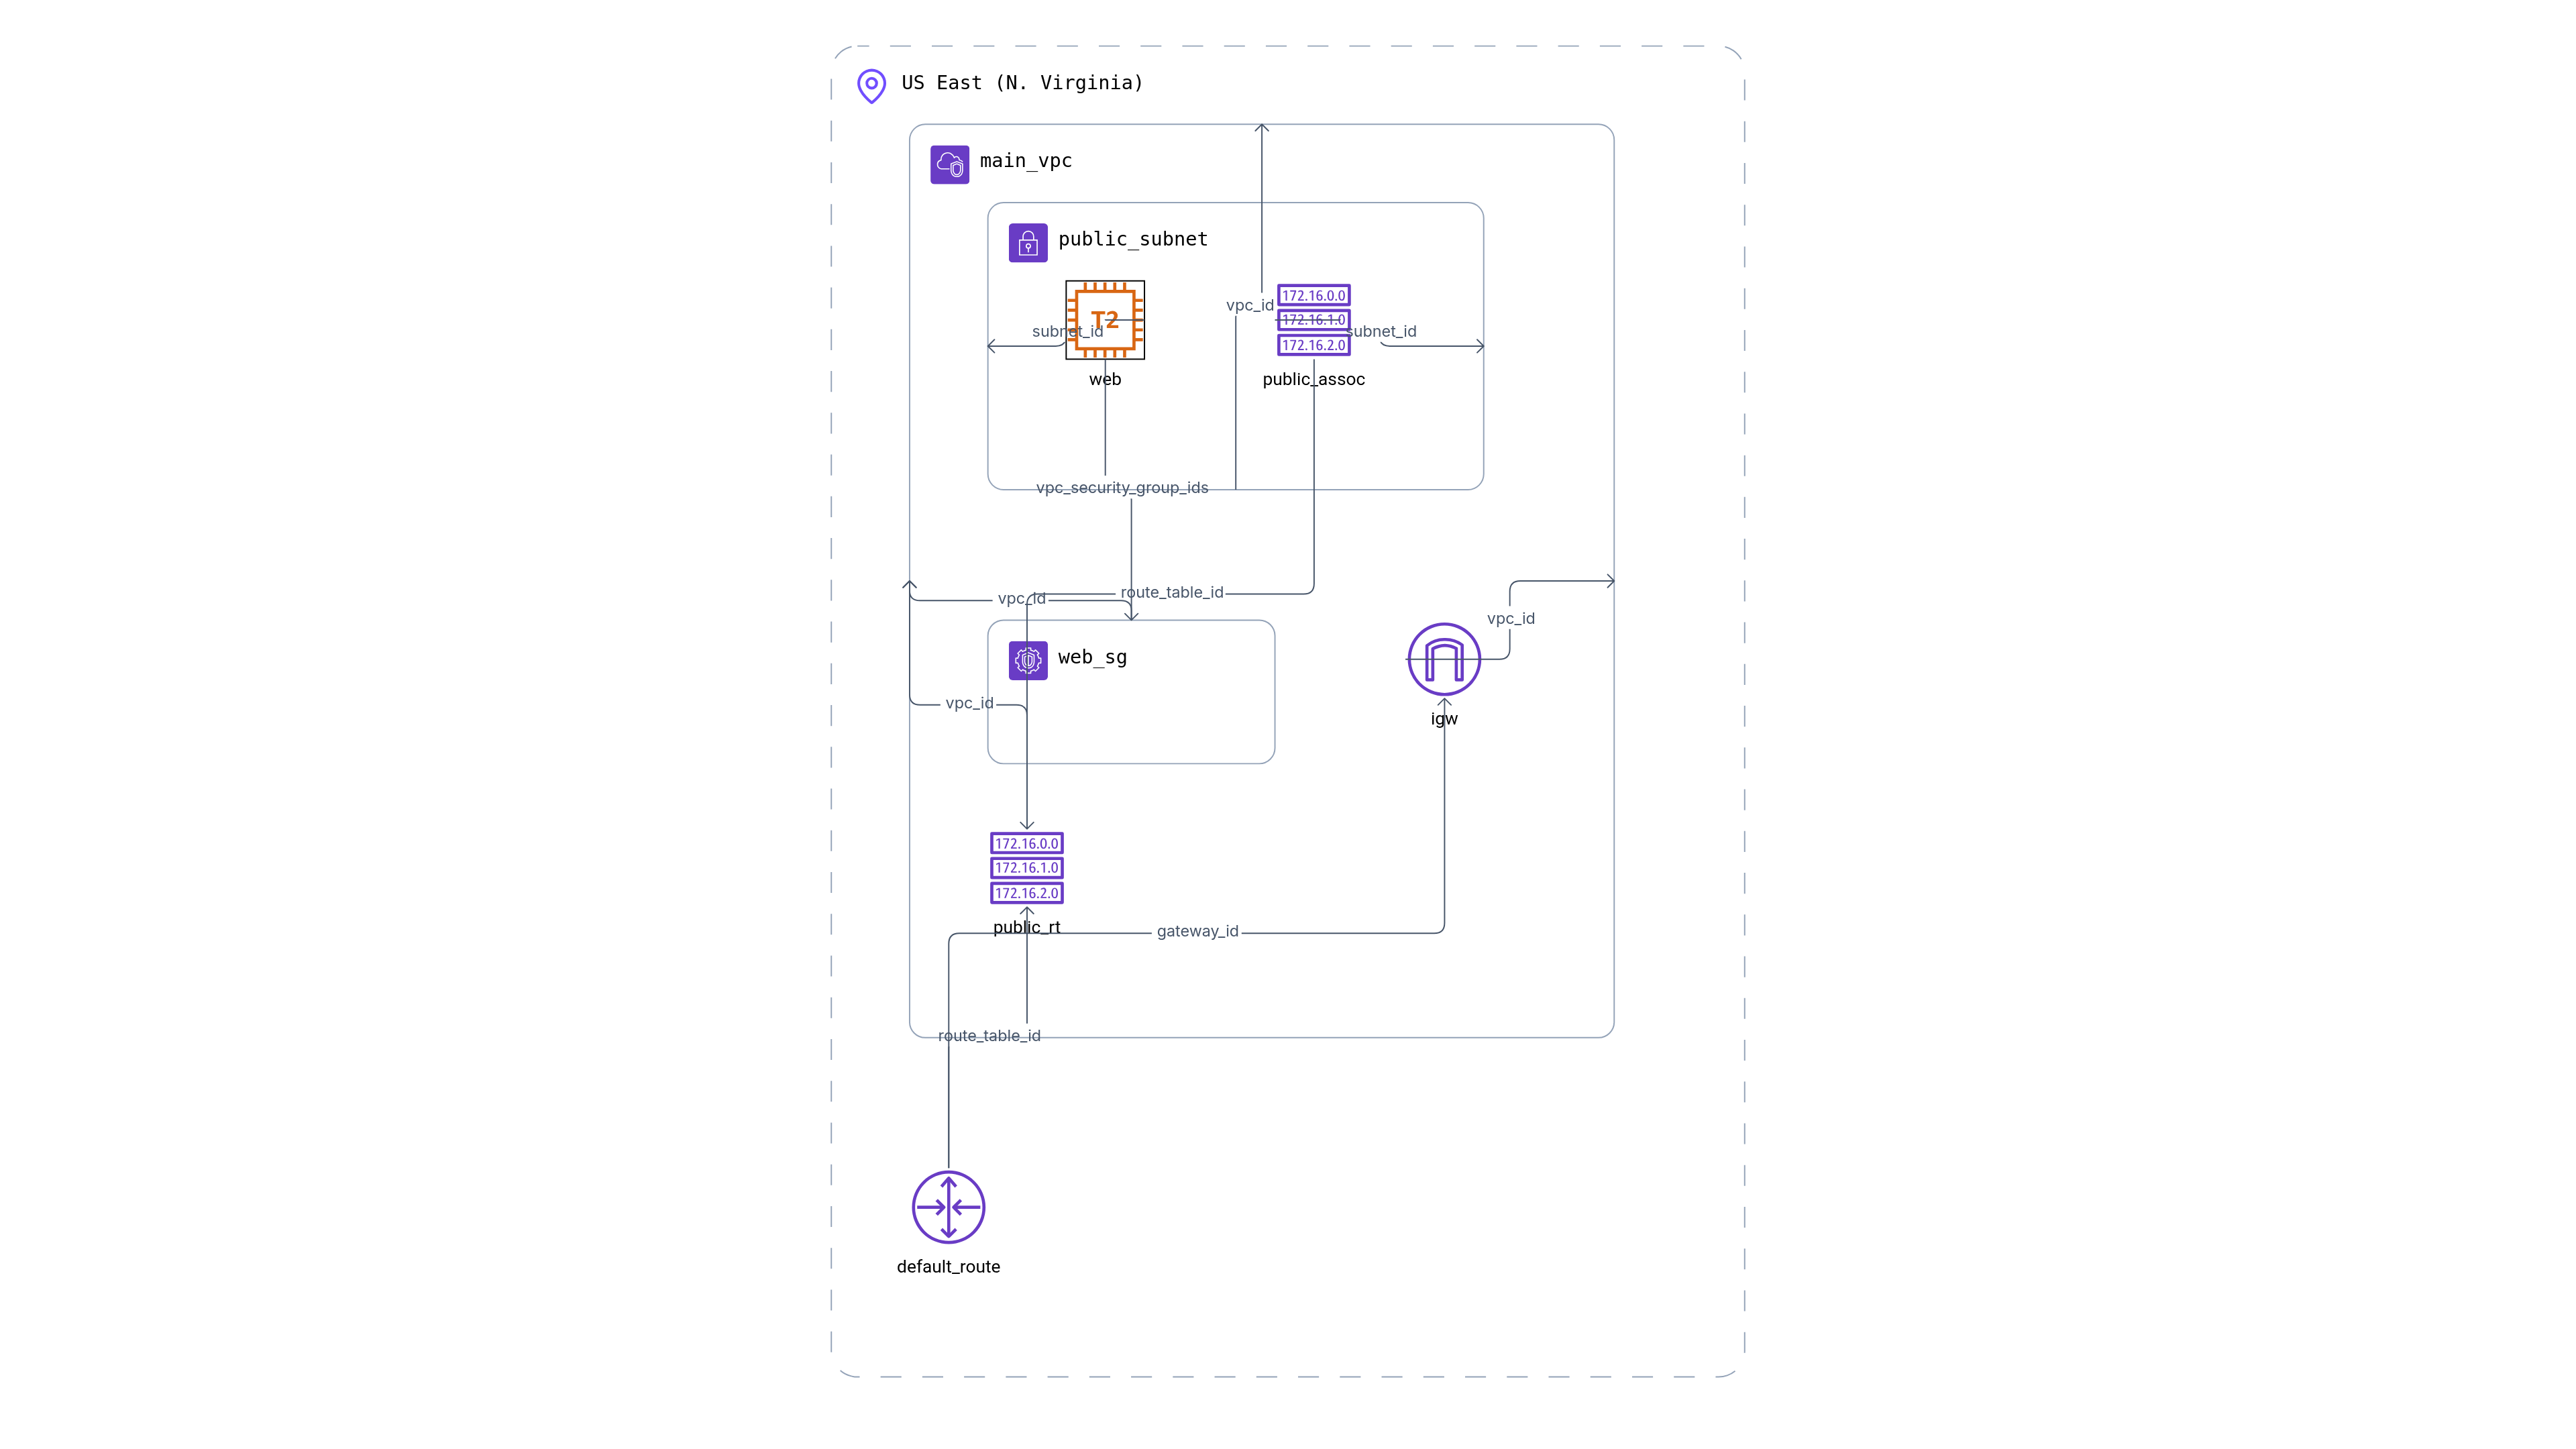 US East (N. Virginia)
main_vpc
public_subnet
T2
subnet_id
web
vpc_id
172.16.0.0
172.16.1.0
172.16.2.0
subnet_id
public_assoc
vpc_security_group_ids
route_table_id
vpc_id
vpc_id
web_sg
igw
vpc_id
172.16.0.0
172.16.1.0
172.16.2.0
public_rt
gateway_id
route_table_id
default_route